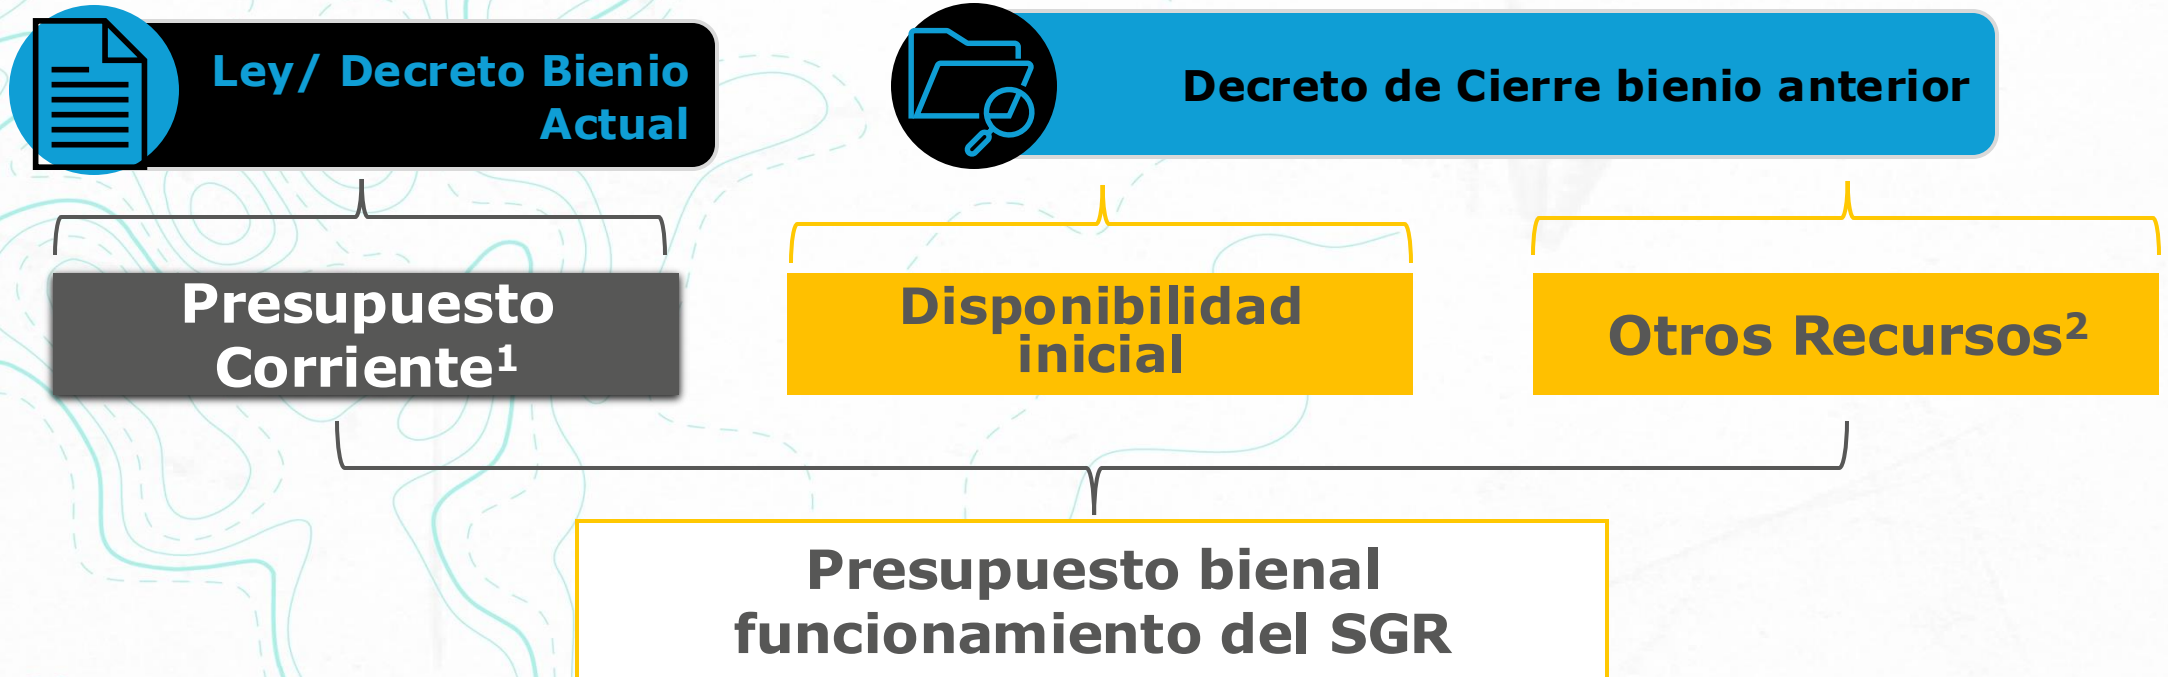 Ley/ Decreto Bienio
Actual
Decreto de Cierre bienio anterior
Presupuesto
Corriente¹
Disponibilidad
inicial
Otros Recursos²
Presupuesto bienal
funcionamiento del SGR